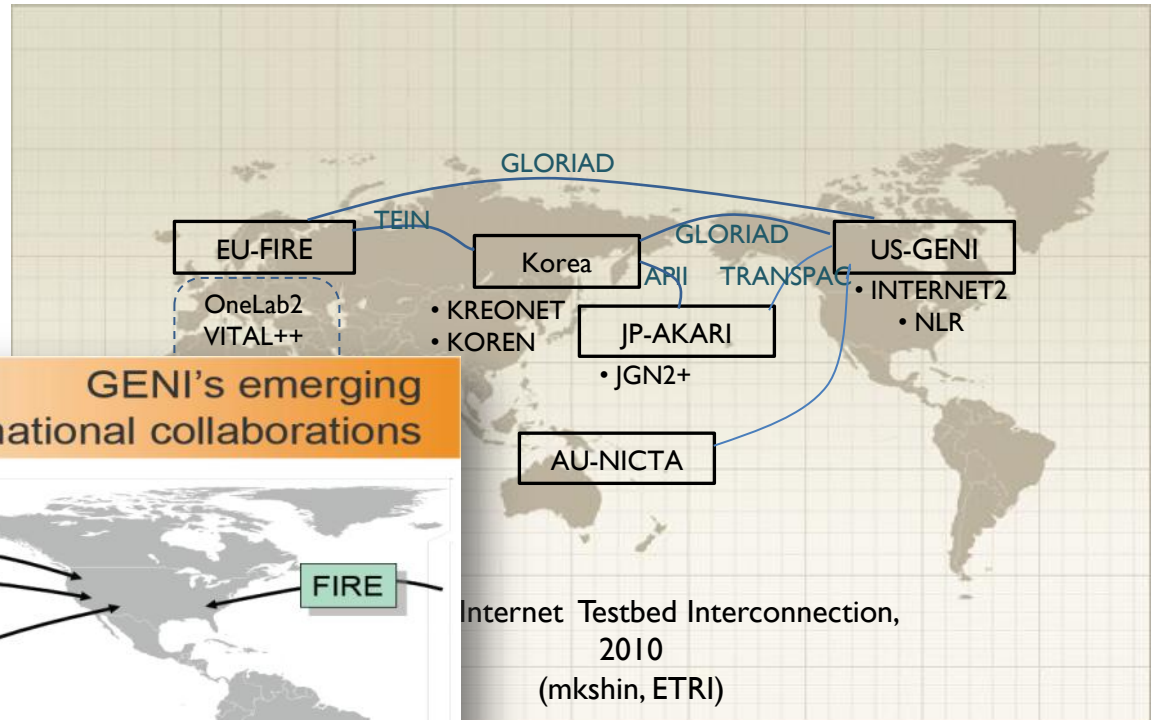 GLORIAD
TEIN
EU-FIRE
Korea
GLORIAD
US-GENI
APII TRANSPAC
OneLab2
VITAL++
• KREONET
• KOREN
JP-AKARI
• INTERNET2
• NLR
• JGN2+
AU-NICTA
GENI's emerging
national collaborations
FIRE
Internet Testbed Interconnection,
2010
(mkshin, ETRI)